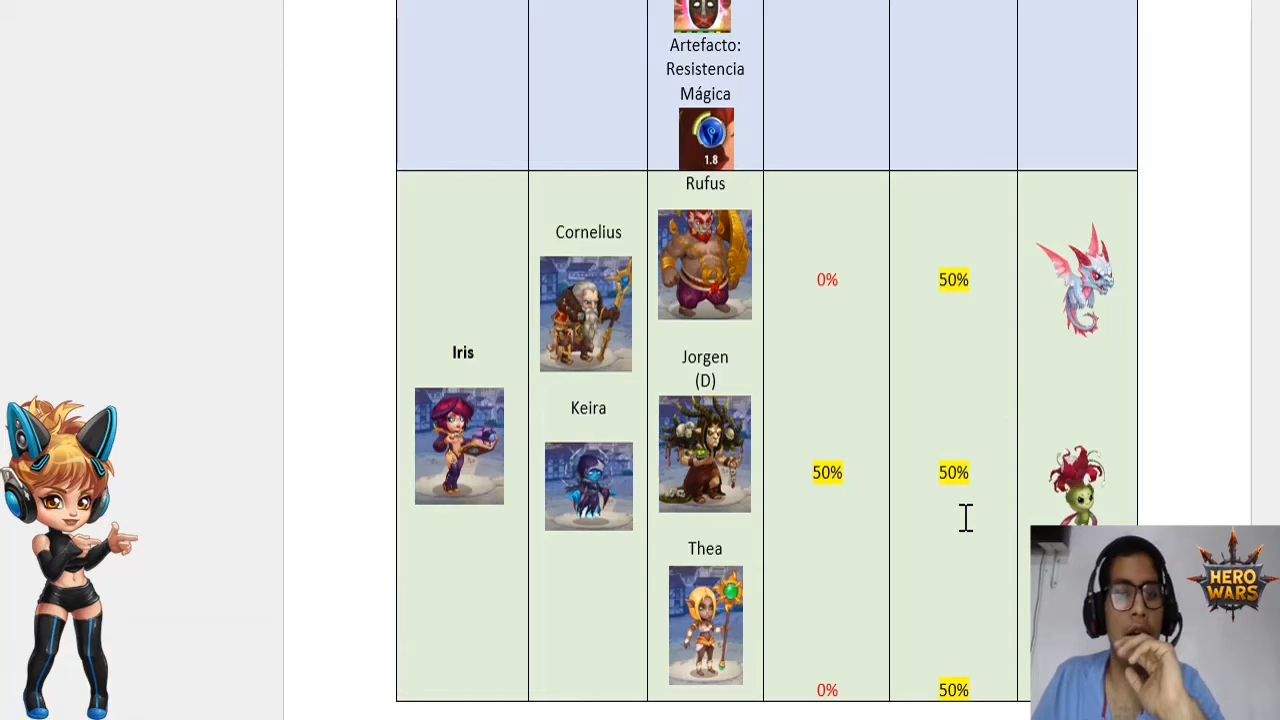 Artefacto:
Resistencia
Mágica
1.8
Rufus
Cornelius
0%
50%
Iris
Jorgen
(D)
Keira
50%
50%
Thea
HERO
WARS
0%
50%